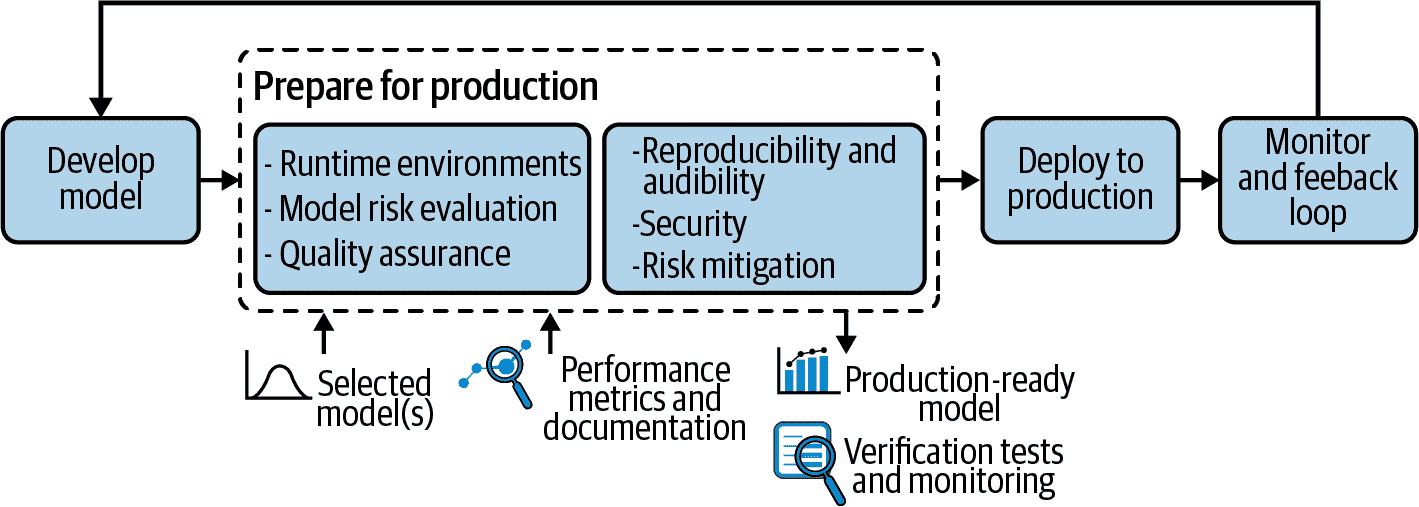 Prepare for production
Develop
model
- Runtime environments
- Model risk evaluation
- Quality assurance
-Reproducibility and
audibility
-Security
-Risk mitigation
Deploy to
production
Monitor
and feeback
loop
Selected
model(s)
Performance
metrics and
documentation
Production-ready
model
Verification tests
and monitoring